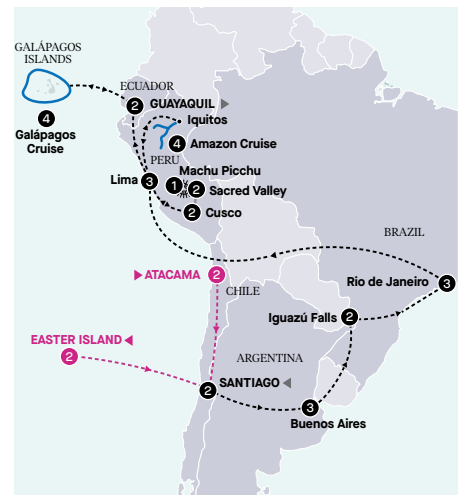 GALÁPAGOS
ISLANDS
4
Galápagos
Cruise
ECUADOR
2 GUAYAQUIL
Iquitos
4 Amazon Cruise
PERU
Machu Picchu
Lima 3
1
2 Sacred Valley
2 Cusco
BRAZIL
ATACAMA 2
CHILE
Rio de Janeiro 3
Iguazú Falls 2
EASTER ISLAND
2
ARGENTINA
2 SANTIAGO
3
Buenos Aires